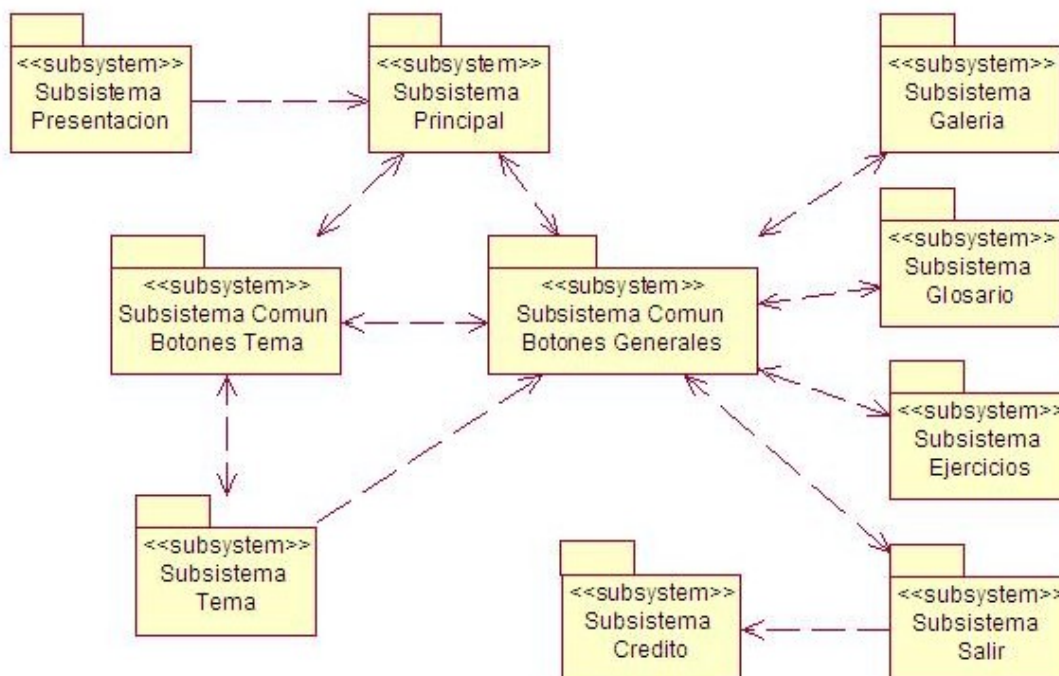 <<subsystem>>
Subsistema
Presentacion
<<subsystem>>
Subsistema
Principal
<<subsystem>>
Subsistema
Galeria
<<subsystem>>
Subsistema
Glosario
<<subsystem>>
Subsistema Comun
Botones Tema
<<subsystem>>
Subsistema Comun
Botones Generales
<<subsystem>>
Subsistema
Ejercicios
<<subsystem>>
Subsistema
Tema
<<subsystem>>
Subsistema
Credito
<<subsystem>>
Subsistema
Salir